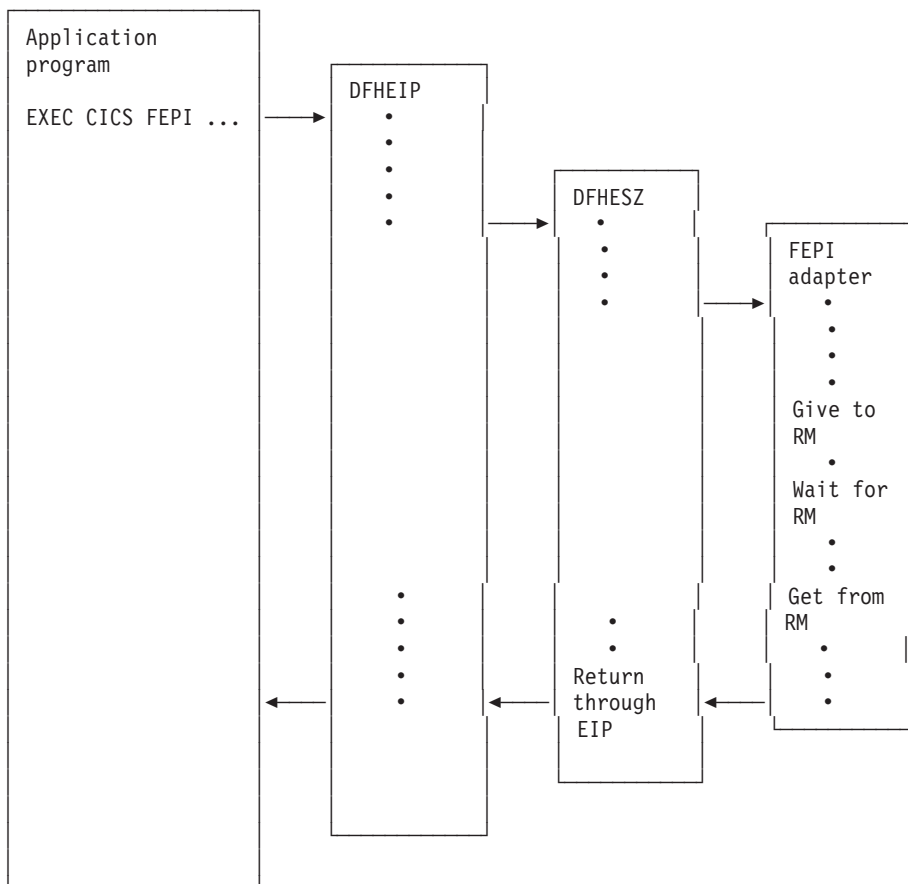 Application
program
EXEC CICS FEPI ...
DFHEIP
DFHESZ
FEPI
adapter
Give to
RM
Wait for
RM
Get from
RM
Return
through
EIP